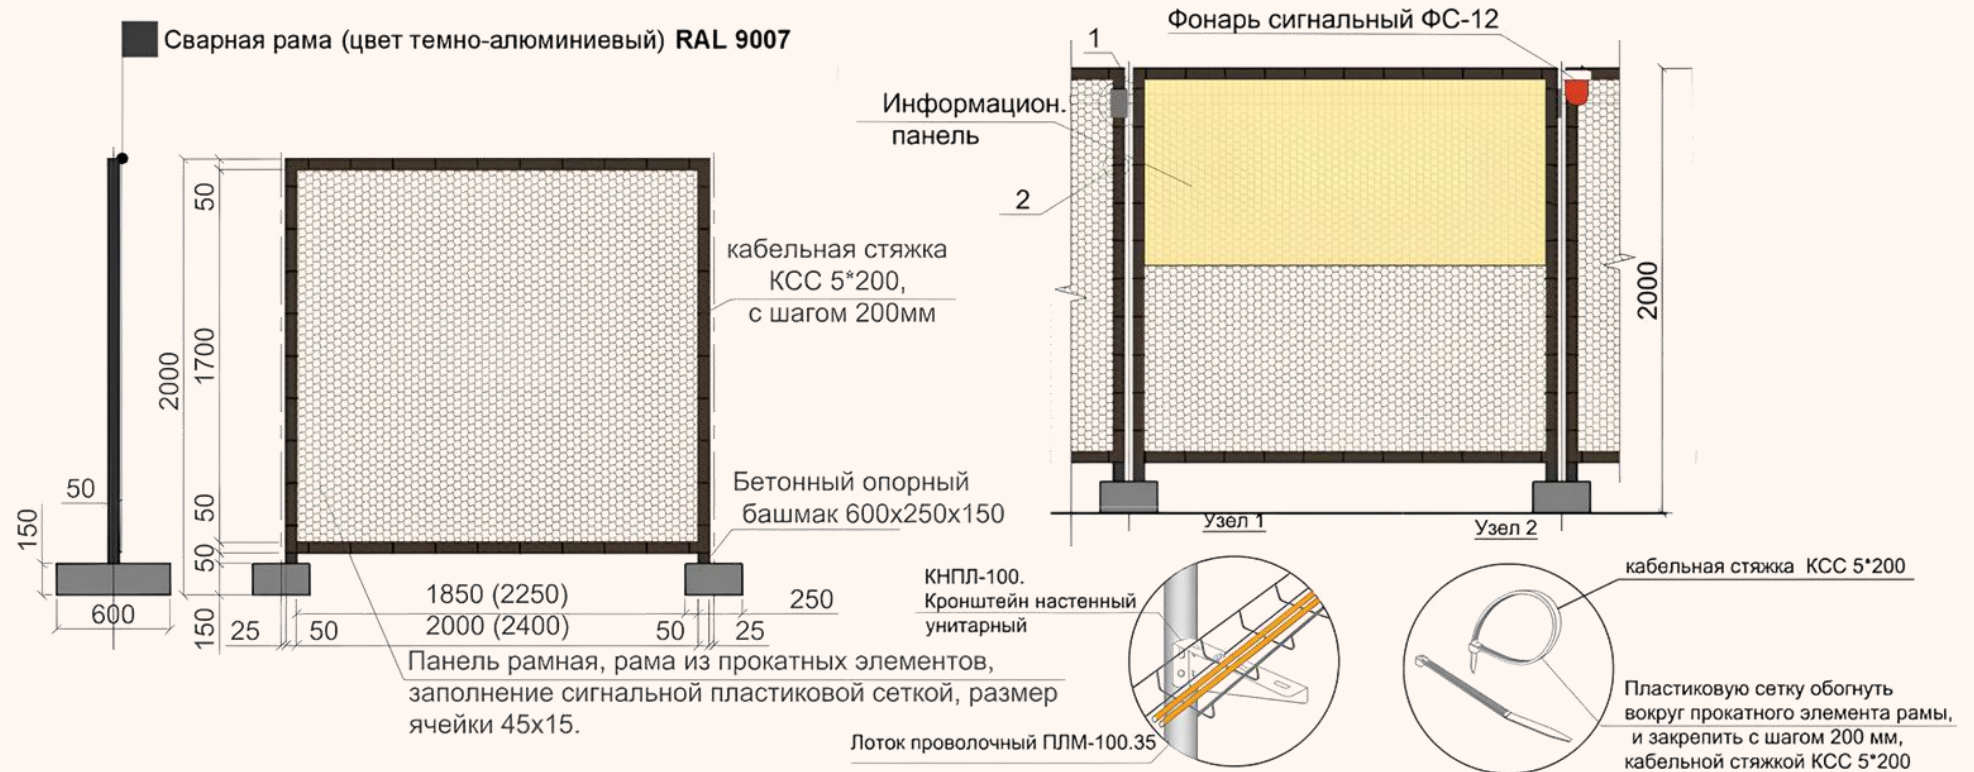 Сварная рама (цвет темно-алюминиевый) RAL 9007
50
1700
2000
50
50
150
50
150
600
кабельная стяжка
КСС 5*200,
с шагом 200мм
Бетонный опорный
башмак 600х250х150
1850 (2250)
250
25
50
2000 (2400)
50
25
Панель рамная, рама из прокатных элементов,
заполнение сигнальной пластиковой сеткой, размер
ячейки 45х15.
Фонарь сигнальный ФС-12
1
Информацион.
панель
2
2000
Узел 1
Узел 2
КНПЛ-100.
Кронштейн настенный
унитарный
Лоток проволочный ПЛМ-100.35
кабельная стяжка КСС 5*200
Пластиковую сетку обогнуть
вокруг прокатного элемента рамы,
и закрепить с шагом 200 мм,
кабельной стяжкой КСС 5*200